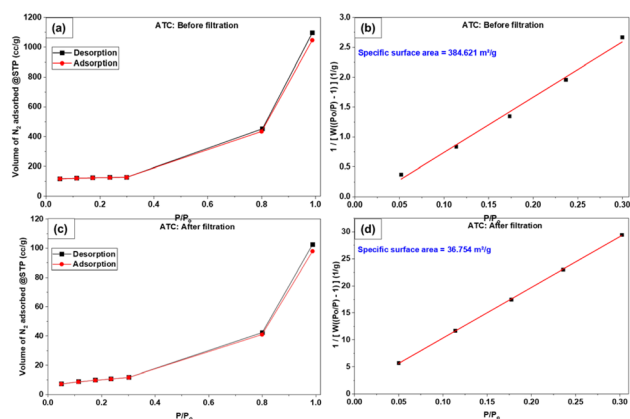 (a)
ATC: Before filtration
Desorption
Adsorption
Volume of N2 adsorbed @STP (cc/g)
1200
1000
800
600
400
200
0
0.0 0.2 0.4 0.6 0.8 1.0
P/Po
(b)
ATC: Before filtration
Specific surface area = 384.621 m²/g
1 / [ W((Po/P) - 1)] (1/g)
3.0
2.5
2.0
1.5
1.0
0.5
0.0
0.00 0.05 0.10 0.15 0.20 0.25 0.30
P/Po
(c)
ATC: After filtration
Desorption
Adsorption
Volume of N2 adsorbed @STP (cc/g)
120
100
80
60
40
20
0
0.0 0.2 0.4 0.6 0.8 1.0
P/Po
(d)
ATC: After filtration
Specific surface area = 36.754 m²/g
1 / [ W((Po/P) - 1)] (1/g)
30
25
20
15
10
5
0
0.00 0.05 0.10 0.15 0.20 0.25 0.30
P/Po